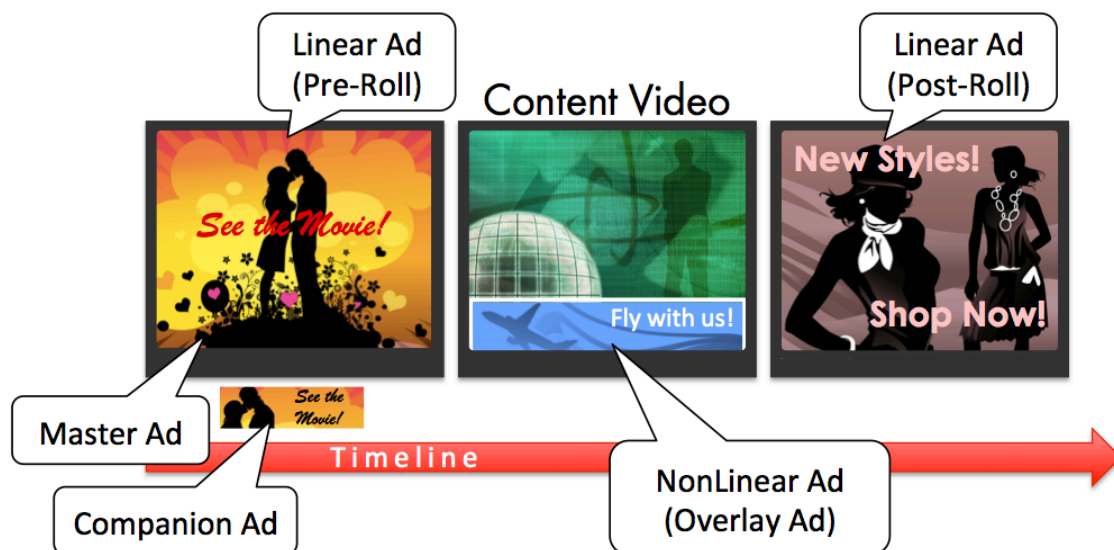 Linear Ad
(Pre-Roll)
Content Video
Linear Ad
(Post-Roll)
See the Movie!
Fly with us!
New Styles!
Shop Now!
Master Ad
See the
Movie!
Timeline
Companion Ad
NonLinear Ad
(Overlay Ad)